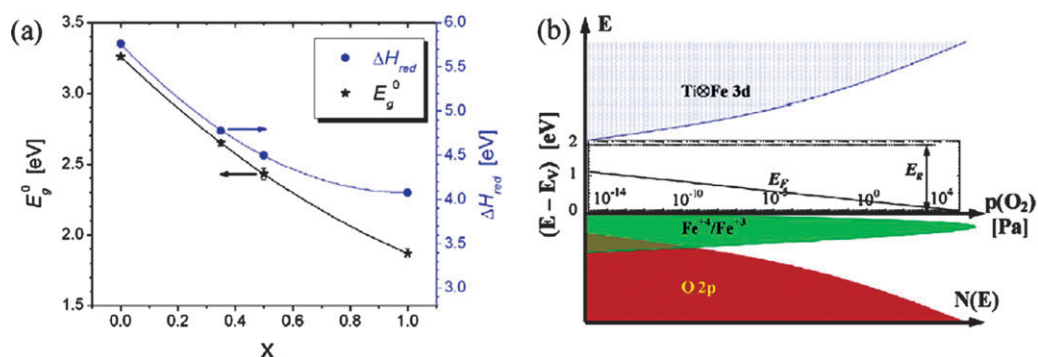 (a)
3.5
3.0
2.5
2.0
1.5
E_g^0 [eV]
0.0
0.2
0.4
0.6
0.8
1.0
X
6.0
5.5
5.0
4.5
4.0
3.5
3.0
ΔH_red [eV]
ΔH_red
E_g^0
(b)
E
Ti⊗Fe 3d
(E − E_V) [eV]
2
1
0
E_F
E_g
10^-14
10^-10
10^-5
10^0
10^4
p(O₂)
[Pa]
Fe^+4/Fe^+3
O 2p
N(E)